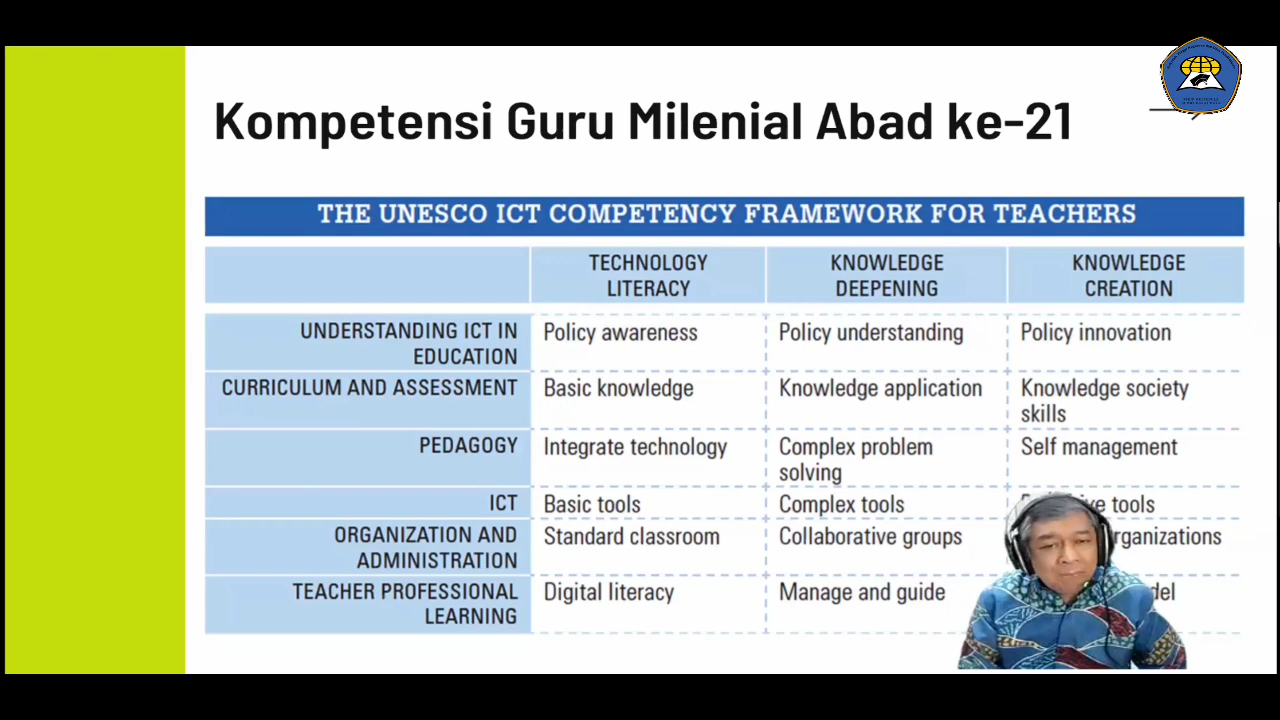 Kompetensi Guru Milenial Abad ke-21
THE UNESCO ICT COMPETENCY FRAMEWORK FOR TEACHERS
TECHNOLOGY LITERACY KNOWLEDGE DEEPENING KNOWLEDGE CREATION
UNDERSTANDING ICT IN EDUCATION Policy awareness Policy understanding Policy innovation
CURRICULUM AND ASSESSMENT Basic knowledge Knowledge application Knowledge society skills
PEDAGOGY Integrate technology Complex problem solving Self management
ICT Basic tools Complex tools tools
ORGANIZATION AND ADMINISTRATION Standard classroom Collaborative groups
TEACHER PROFESSIONAL LEARNING Digital literacy Manage and guide